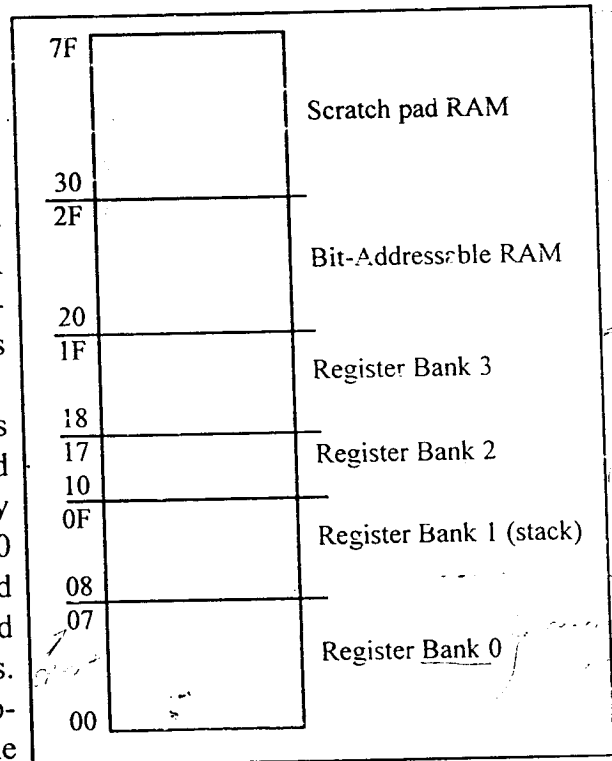 7F
Scratch pad RAM
30
2F
Bit-Addressable RAM
20
1F
Register Bank 3
18
17
Register Bank 2
10
0F
Register Bank 1 (stack)
08
07
Register Bank 0
00
s
s
d
y
0
d
d
s.